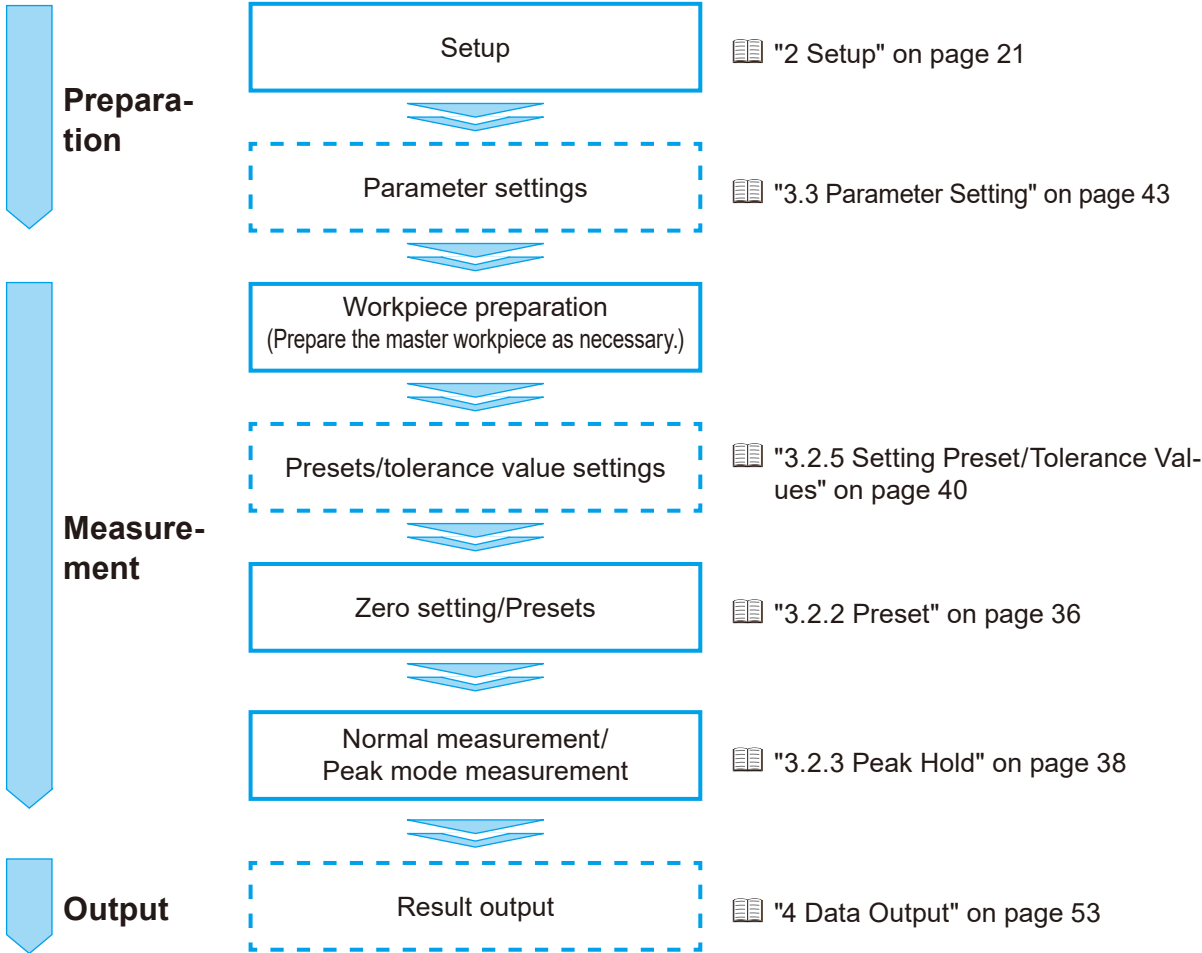 Prepara-
tion
Setup
"2 Setup" on page 21
Parameter settings
"3.3 Parameter Setting" on page 43
Measure-
ment
Workpiece preparation
(Prepare the master workpiece as necessary.)
Presets/tolerance value settings
"3.2.5 Setting Preset/Tolerance Val-
ues" on page 40
Zero setting/Presets
"3.2.2 Preset" on page 36
Normal measurement/
Peak mode measurement
"3.2.3 Peak Hold" on page 38
Output
Result output
"4 Data Output" on page 53